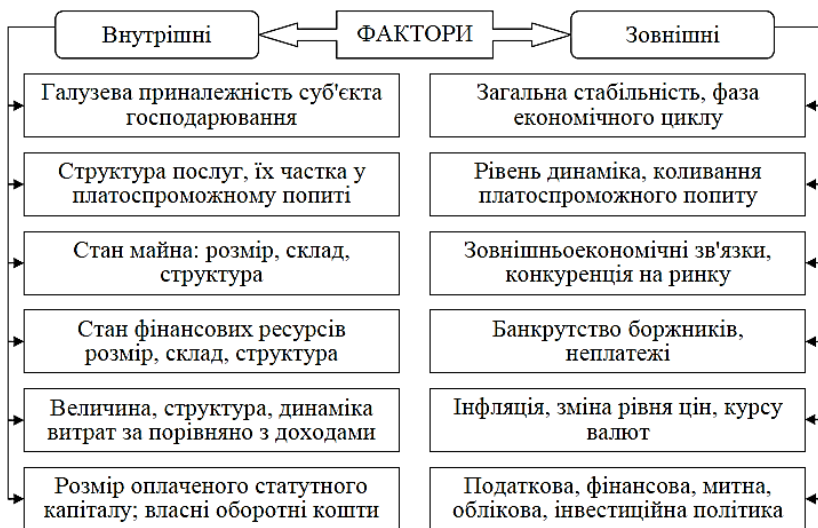 Внутрішні
ФАКТОРИ
Зовнішні
Галузева приналежність суб'єкта
господарювання
Структура послуг, їх частка у
платоспроможному попиті
Стан майна: розмір, склад,
структура
Стан фінансових ресурсів
розмір, склад, структура
Величина, структура, динаміка
витрат за порівняно з доходами
Розмір оплаченого статутного
капіталу; власні оборотні кошти
Загальна стабільність, фаза
економічного циклу
Рівень динаміка, коливання
платоспроможного попиту
Зовнішньоекономічні зв'язки,
конкуренція на ринку
Банкрутство боржників,
неплатежі
Інфляція, зміна рівня цін, курсу
валют
Податкова, фінансова, митна,
облікова, інвестиційна політика